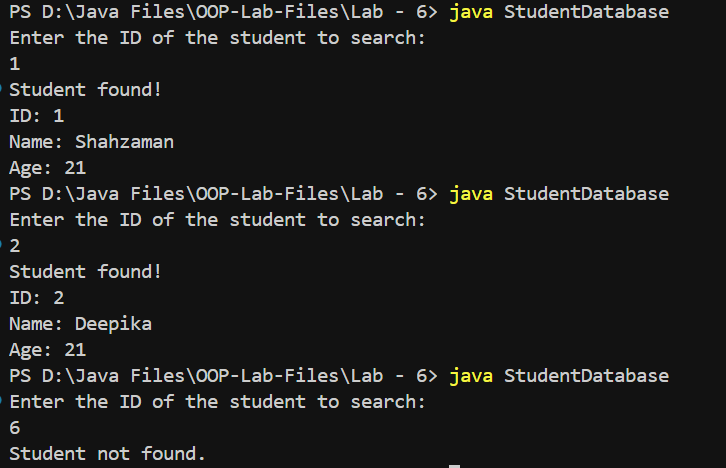 PS D:\Java Files\OOP-Lab-Files\Lab - 6> java StudentDatabase
Enter the ID of the student to search:
1
Student found!
ID: 1
Name: Shahzaman
Age: 21
PS D:\Java Files\OOP-Lab-Files\Lab - 6> java StudentDatabase
Enter the ID of the student to search:
2
Student found!
ID: 2
Name: Deepika
Age: 21
PS D:\Java Files\OOP-Lab-Files\Lab - 6> java StudentDatabase
Enter the ID of the student to search:
6
Student not found.